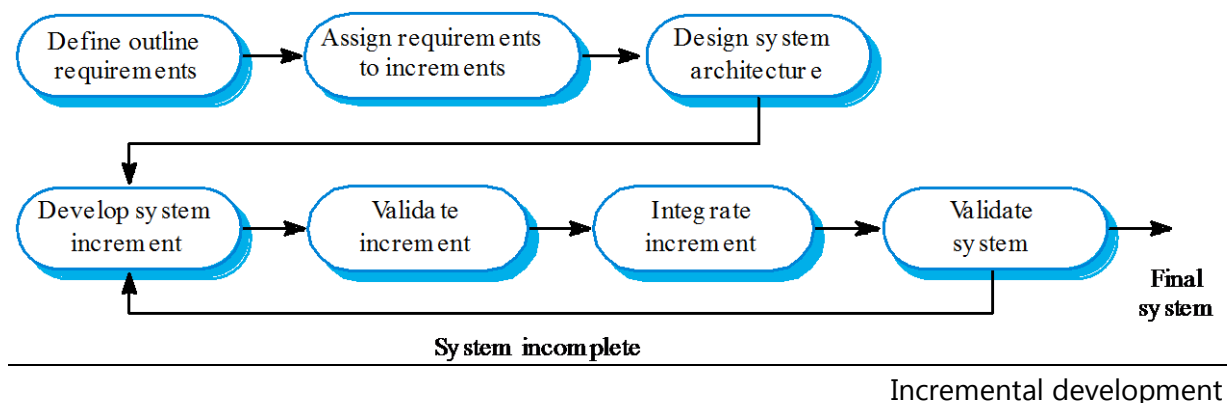 Define outline
requirements
Assign requirements
to increments
Design system
architecture
Develop system
increment
Validate
increment
Integrate
increment
Validate
system
Final
system
System incomplete
Incremental development